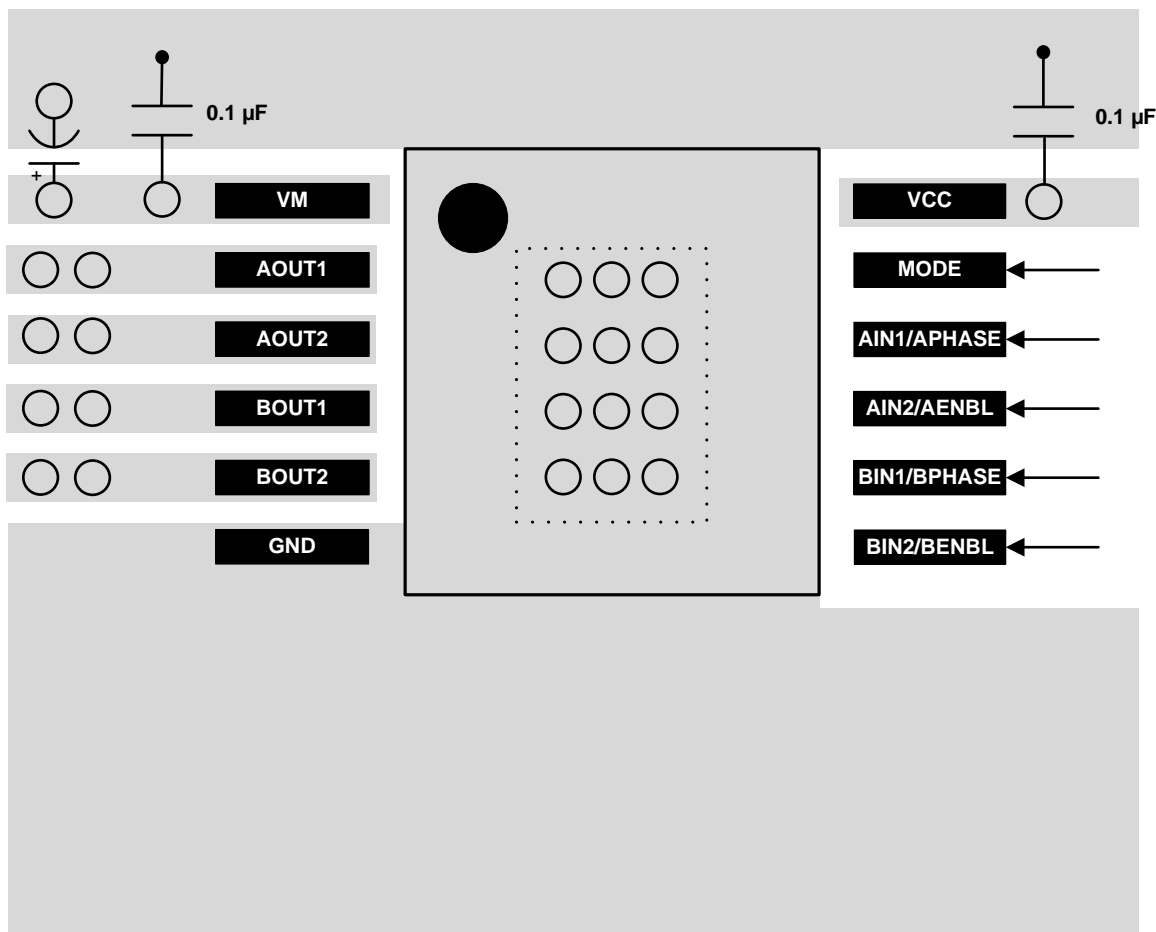 0.1 µF
0.1 µF
+
VM
VCC
AOUT1
MODE
AOUT2
AIN1/APHASE
BOUT1
AIN2/AENBL
BOUT2
BIN1/BPHASE
GND
BIN2/BENBL